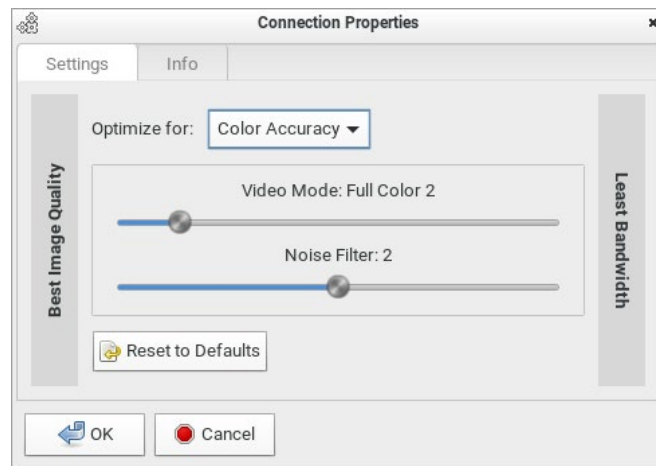 Connection Properties
Settings
Info
Best Image Quality
Optimize for: Color Accuracy
Video Mode: Full Color 2
Noise Filter: 2
Reset to Defaults
Least Bandwidth
OK
Cancel